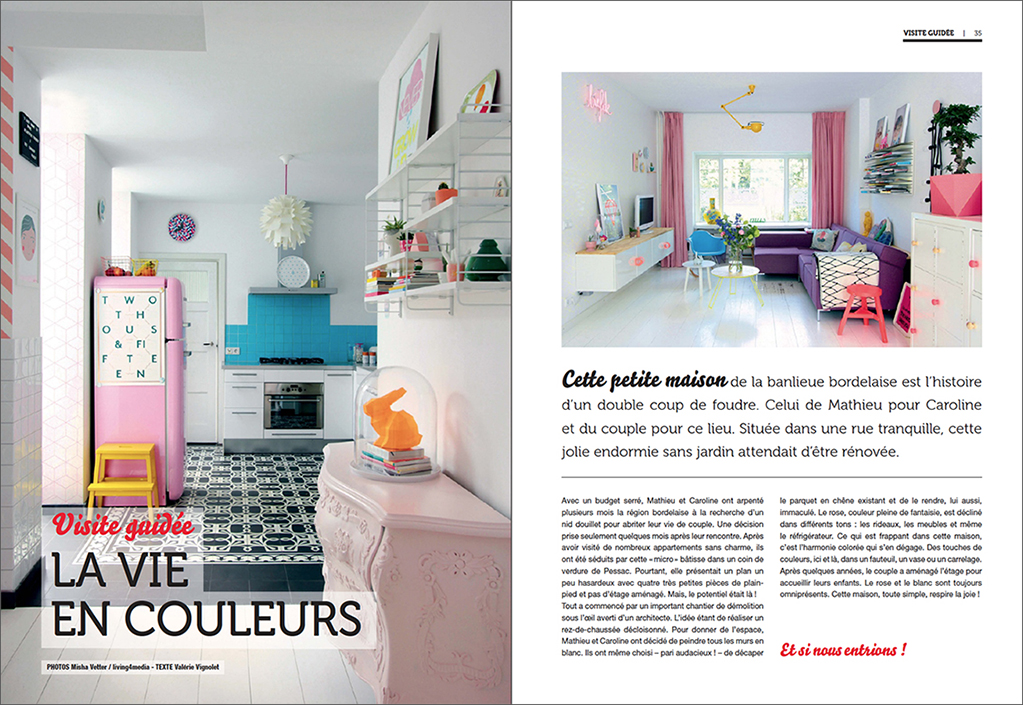 TWO
THOUS
OUS
&FI
FTE
EN
Visite guidée
LA VIE
EN COULEURS
PHOTOS Misha Vetter / living4media - TEXTE Valérie Vignolet
VISITE GUIDÉE | 35
Cette petite maison de la banlieue bordelaise est l’histoire
d’un double coup de foudre. Celui de Mathieu pour Caroline
et du couple pour ce lieu. Située dans une rue tranquille, cette
jolie endormie sans jardin attendait d’être rénovée.
Avec un budget serré, Mathieu et Caroline ont arpenté
plusieurs mois la région bordelaise à la recherche d’un
nid douillet pour abriter leur vie de couple. Une décision
prise seulement quelques mois après leur rencontre. Après
avoir visité de nombreux appartements sans charme, ils
ont été séduits par cette « micro » bâtisse dans un coin de
verdure de Pessac. Pourtant, elle présentait un plan un
peu hasardeux avec quatre très petites pièces de plain-
pied et pas d’étage aménagé. Mais, le potentiel était là !
Tout a commencé par un important chantier de démolition
sous l’œil averti d’un architecte. L’idée étant de réaliser un
rez-de-chaussée décloisonné. Pour donner de l’espace,
Mathieu et Caroline ont décidé de peindre tous les murs en
blanc. Ils ont même choisi – pari audacieux ! – de décaper
le parquet en chêne existant et de le rendre, lui aussi,
immaculé. Le rose, couleur pleine de fantaisie, est décliné
dans différents tons : les rideaux, les meubles et même
le réfrigérateur. Ce qui est frappant dans cette maison,
c’est l’harmonie colorée qui s’en dégage. Des touches de
couleurs, ici et là, dans un fauteuil, un vase ou un carrelage.
Après quelques années, le couple a aménagé l’étage pour
accueillir leurs enfants. Le rose et le blanc sont toujours
omniprésents. Cette maison, toute simple, respire la joie !
Et si nous entrions !